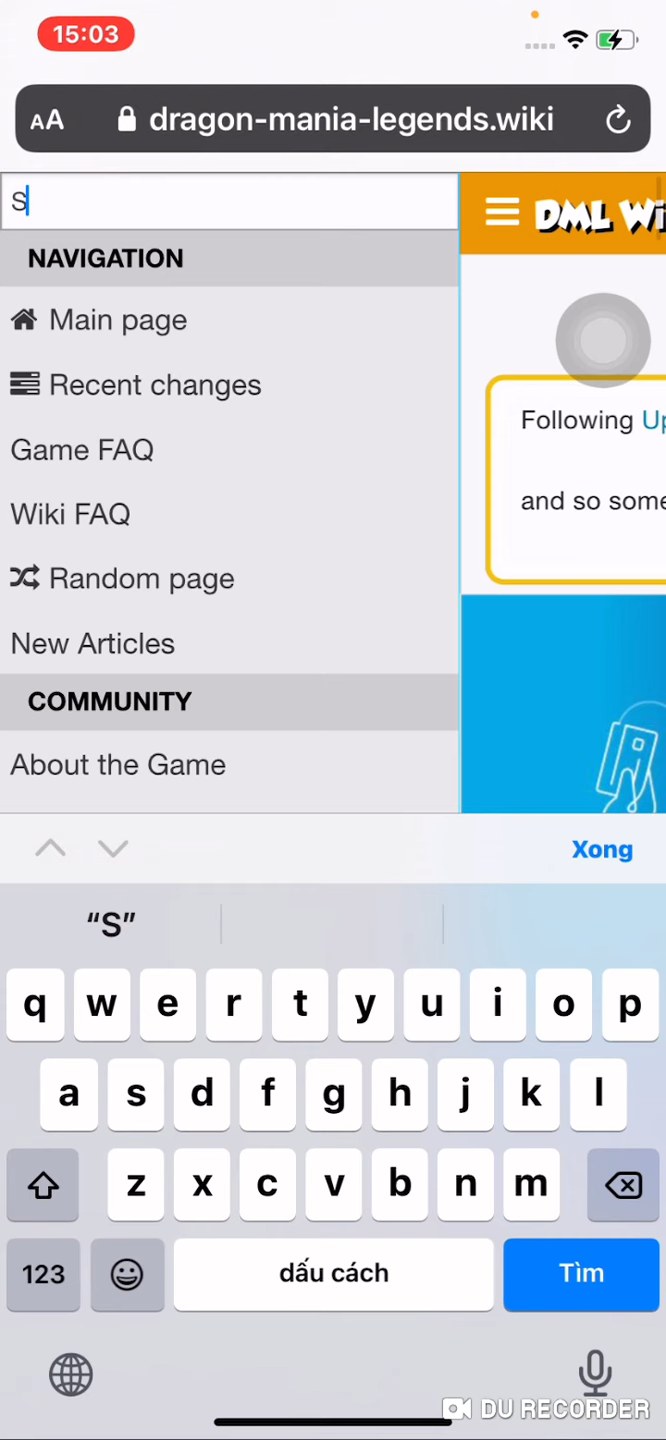 15:03
AA dragon-mania-legends.wiki
S
DML Wi
NAVIGATION
Main page
Recent changes
Game FAQ
Wiki FAQ
Random page
New Articles
COMMUNITY
About the Game
Following Up
and so some
Xong
“S”
q w e r t y u i o p
a s d f g h j k l
z x c v b n m
123 dấu cách Tìm
DU RECORDER